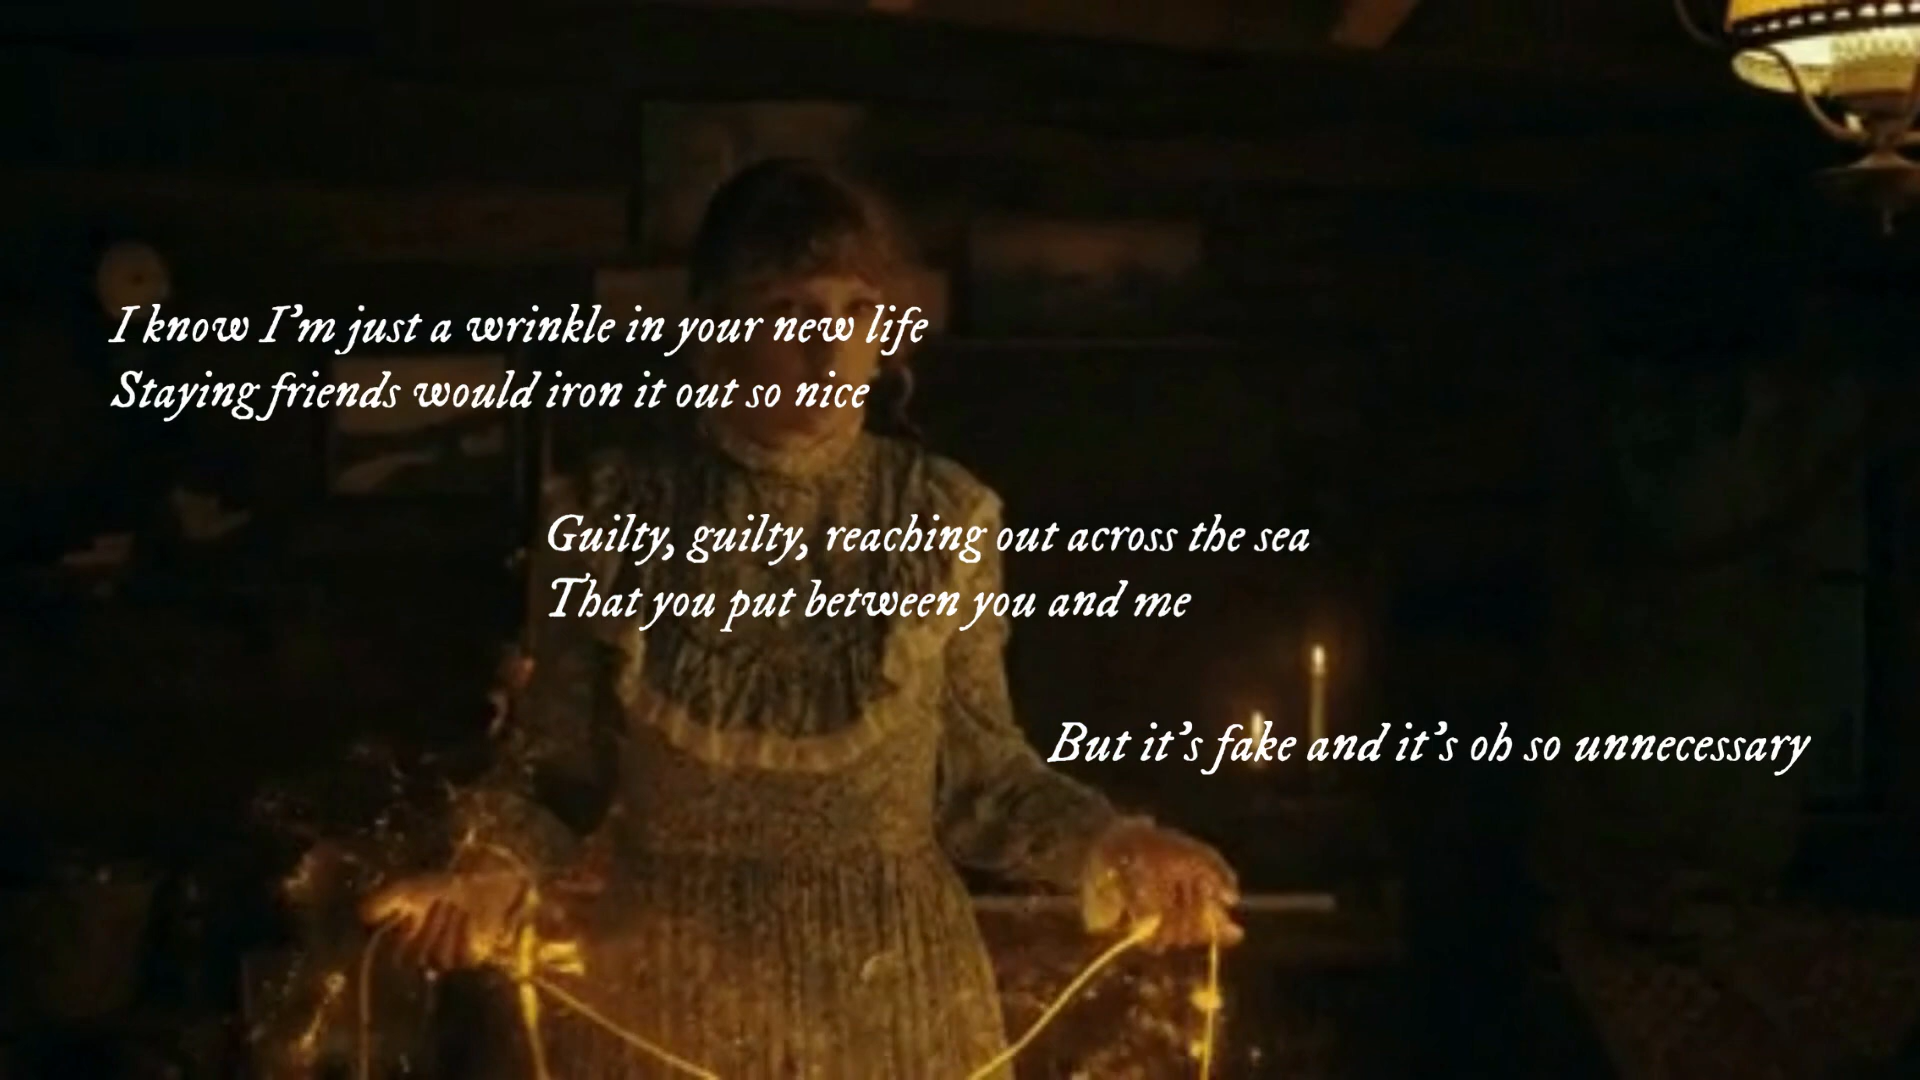 I know I'm just a wrinkle in your new life
Staying friends would iron it out so nice
Guilty, guilty, reaching out across the sea
That you put between you and me
But it's fake and it's oh so unnecessary